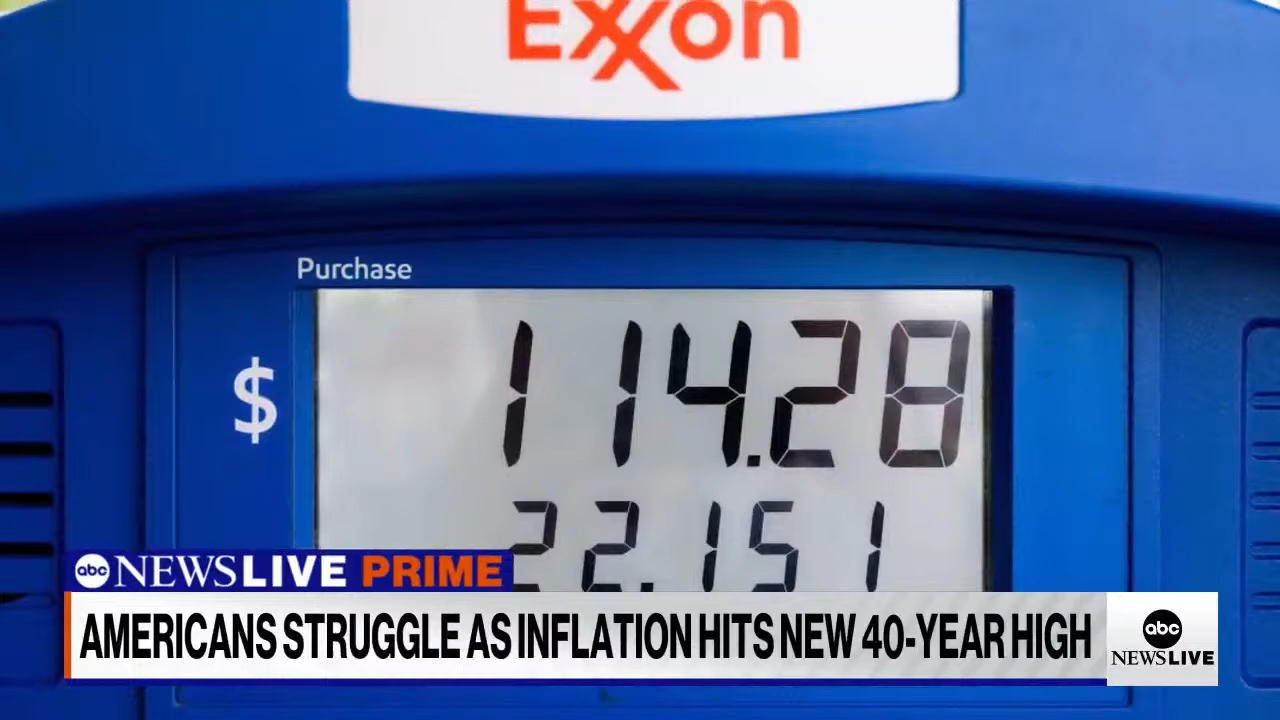 Exxon
Purchase
$ 114.28
22.151
abc NEWS LIVE PRIME
AMERICANS STRUGGLE AS INFLATION HITS NEW 40-YEAR HIGH
abc
NEWS LIVE